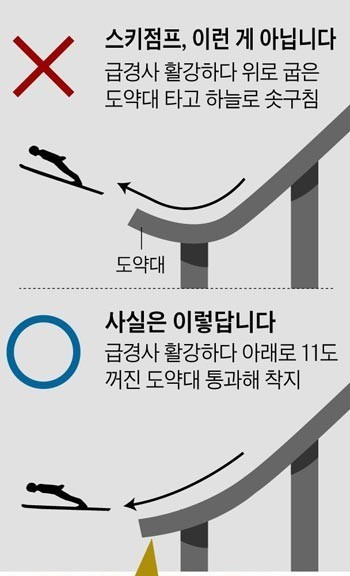 스키점프, 이런 게 아닙니다
급경사 활강하다 위로 굽은
도약대 타고 하늘로 솟구침
도약대
사실은 이렇답니다
급경사 활강하다 아래로 11도
꺼진 도약대 통과해 착지